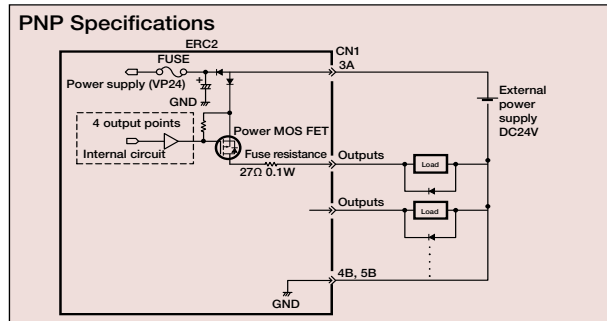 PNP Specifications
ERC2
CN1
FUSE
3A
Power supply (VP24)
+
GND
External
power
supply
DC24V
4 output points
Power MOS FET
Internal circuit
Fuse resistance
Outputs
Load
27Ω 0.1W
Outputs
Load
4B, 5B
GND